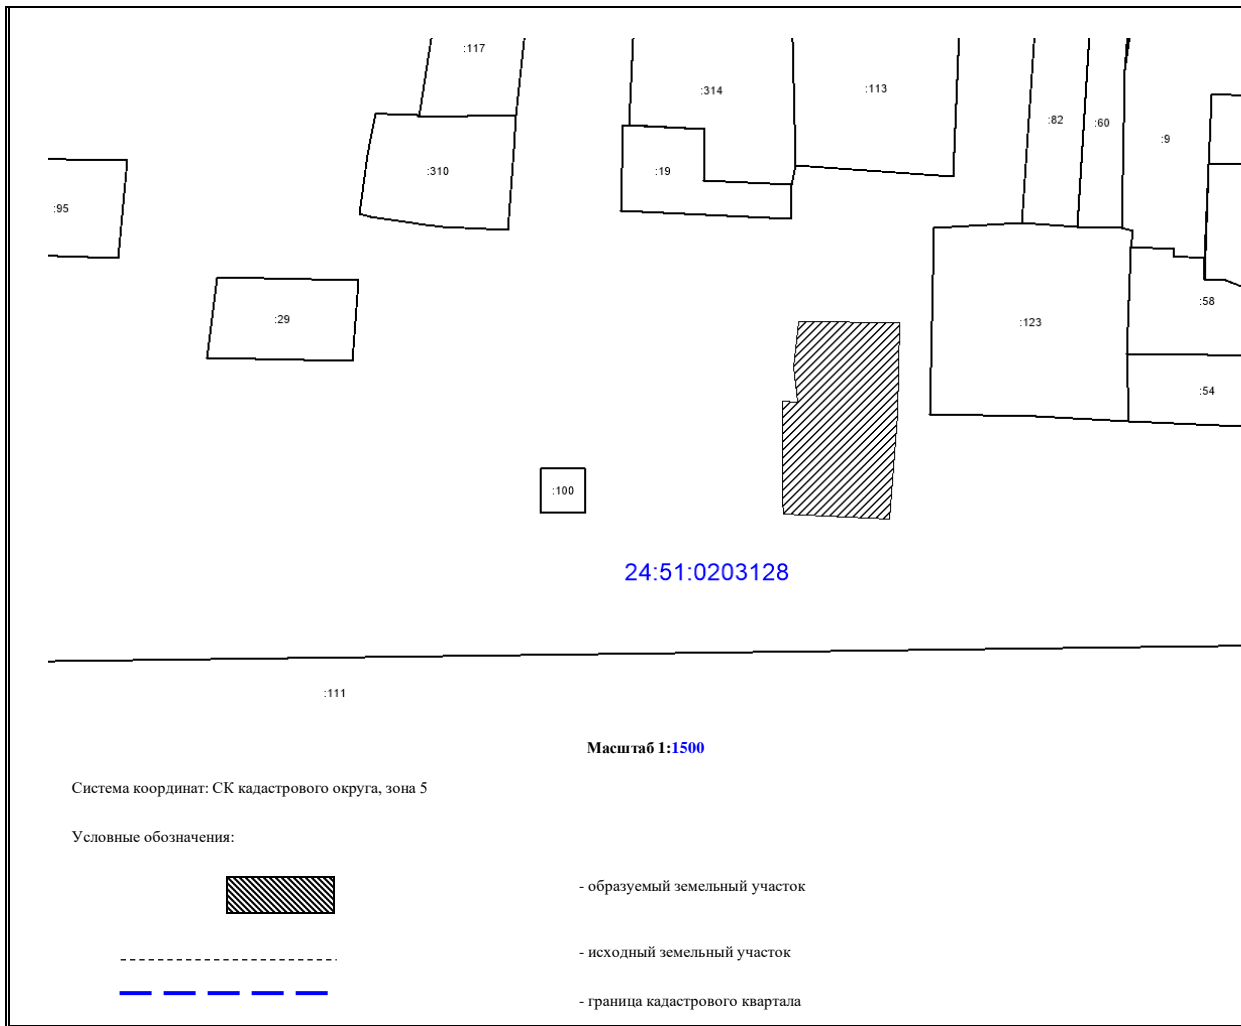 :117
:314
:113
:82
:60
:9
:310
:19
:95
:58
:29
:123
:54
:100
24:51:0203128
:111
Масштаб 1:1500
Система координат: СК кадастрового округа, зона 5
Условные обозначения:
- образуемый земельный участок
- исходный земельный участок
- граница кадастрового квартала